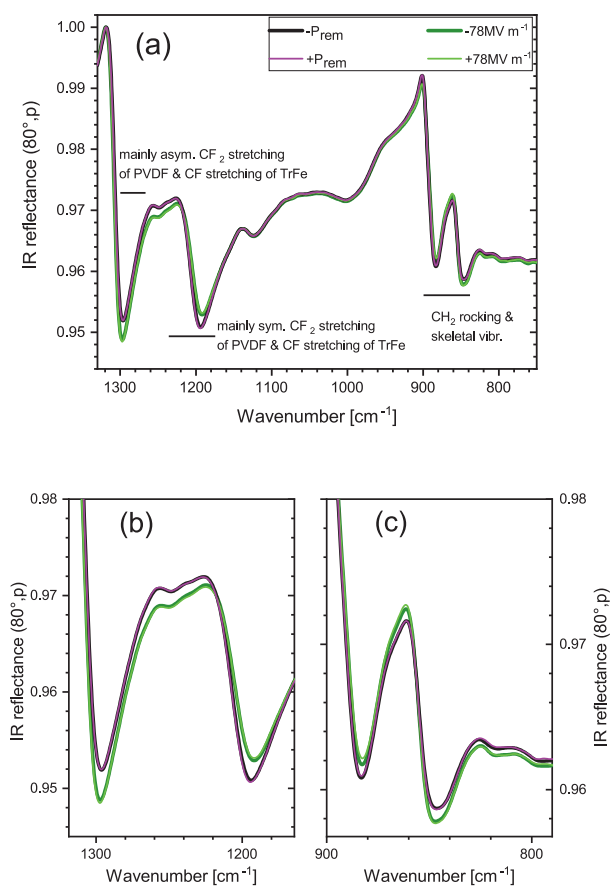 (a)
-P_rem
-78MV m⁻¹
+P_rem
+78MV m⁻¹
1.00
0.99
0.98
0.97
0.96
0.95
IR reflectance (80°,p)
mainly asym. CF₂ stretching
of PVDF & CF stretching of TrFe
mainly sym. CF₂ stretching
of PVDF & CF stretching of TrFe
CH₂ rocking &
skeletal vibr.
1300
1200
1100
1000
900
800
Wavenumber [cm⁻¹]
(b)
0.98
0.97
0.96
0.95
IR reflectance (80°,p)
1300
1200
Wavenumber [cm⁻¹]
(c)
0.98
0.97
0.96
IR reflectance (80°,p)
900
800
Wavenumber [cm⁻¹]